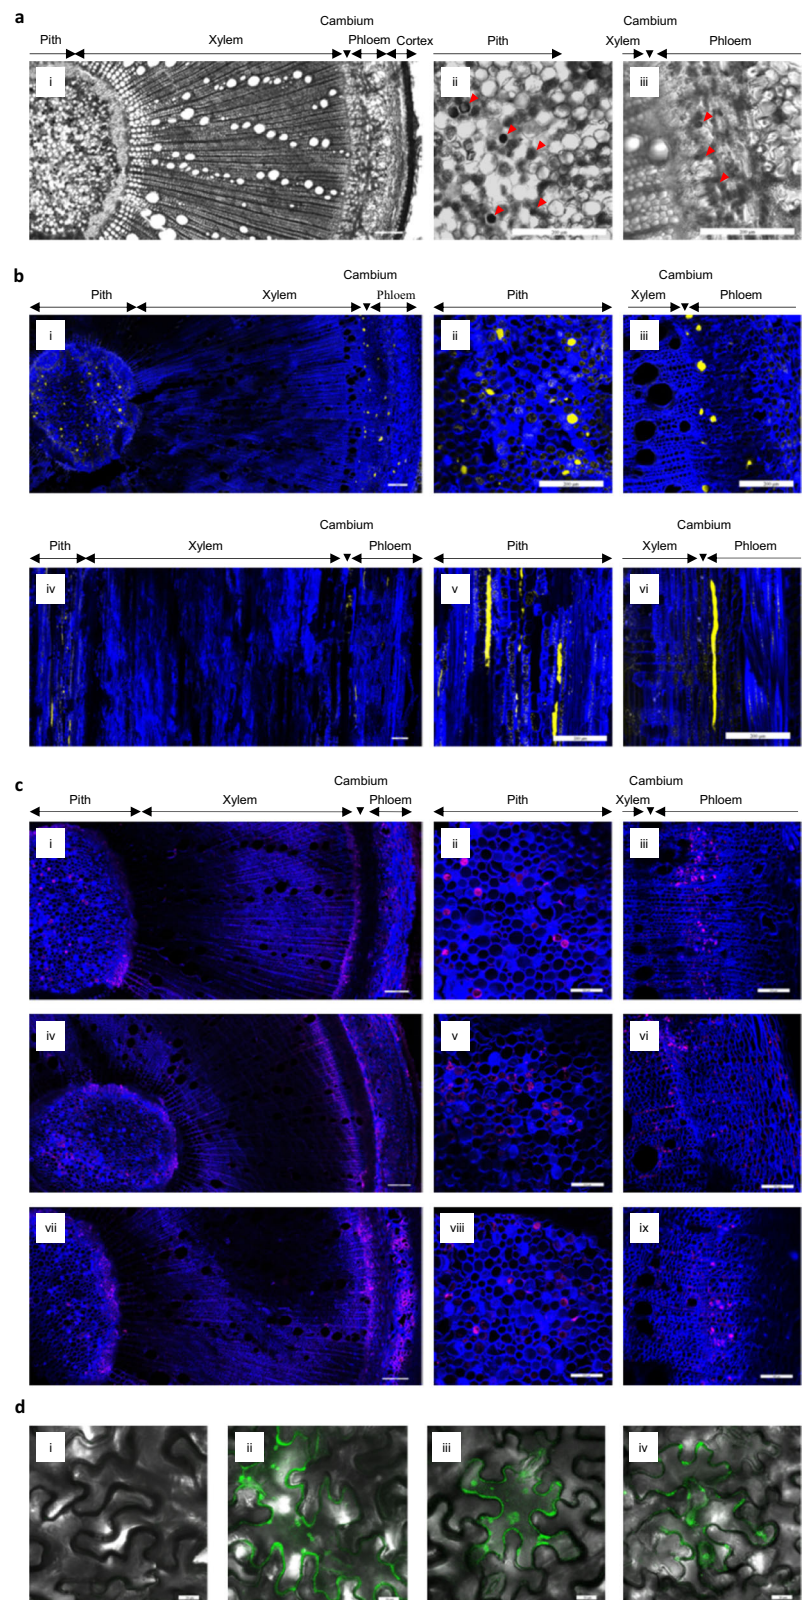 a
Cambium
Cambium
Pith
Xylem
Phloem
Cortex
Pith
Xylem
Phloem
i
ii
iii
b
Cambium
Cambium
Pith
Xylem
Phloem
Pith
Xylem
Phloem
i
ii
iii
Cambium
Cambium
Pith
Xylem
Phloem
Pith
Xylem
Phloem
iv
v
vi
c
Cambium
Cambium
Pith
Xylem
Phloem
Pith
Xylem
Phloem
i
ii
iii
iv
v
vi
vii
viii
ix
d
i
ii
iii
iv